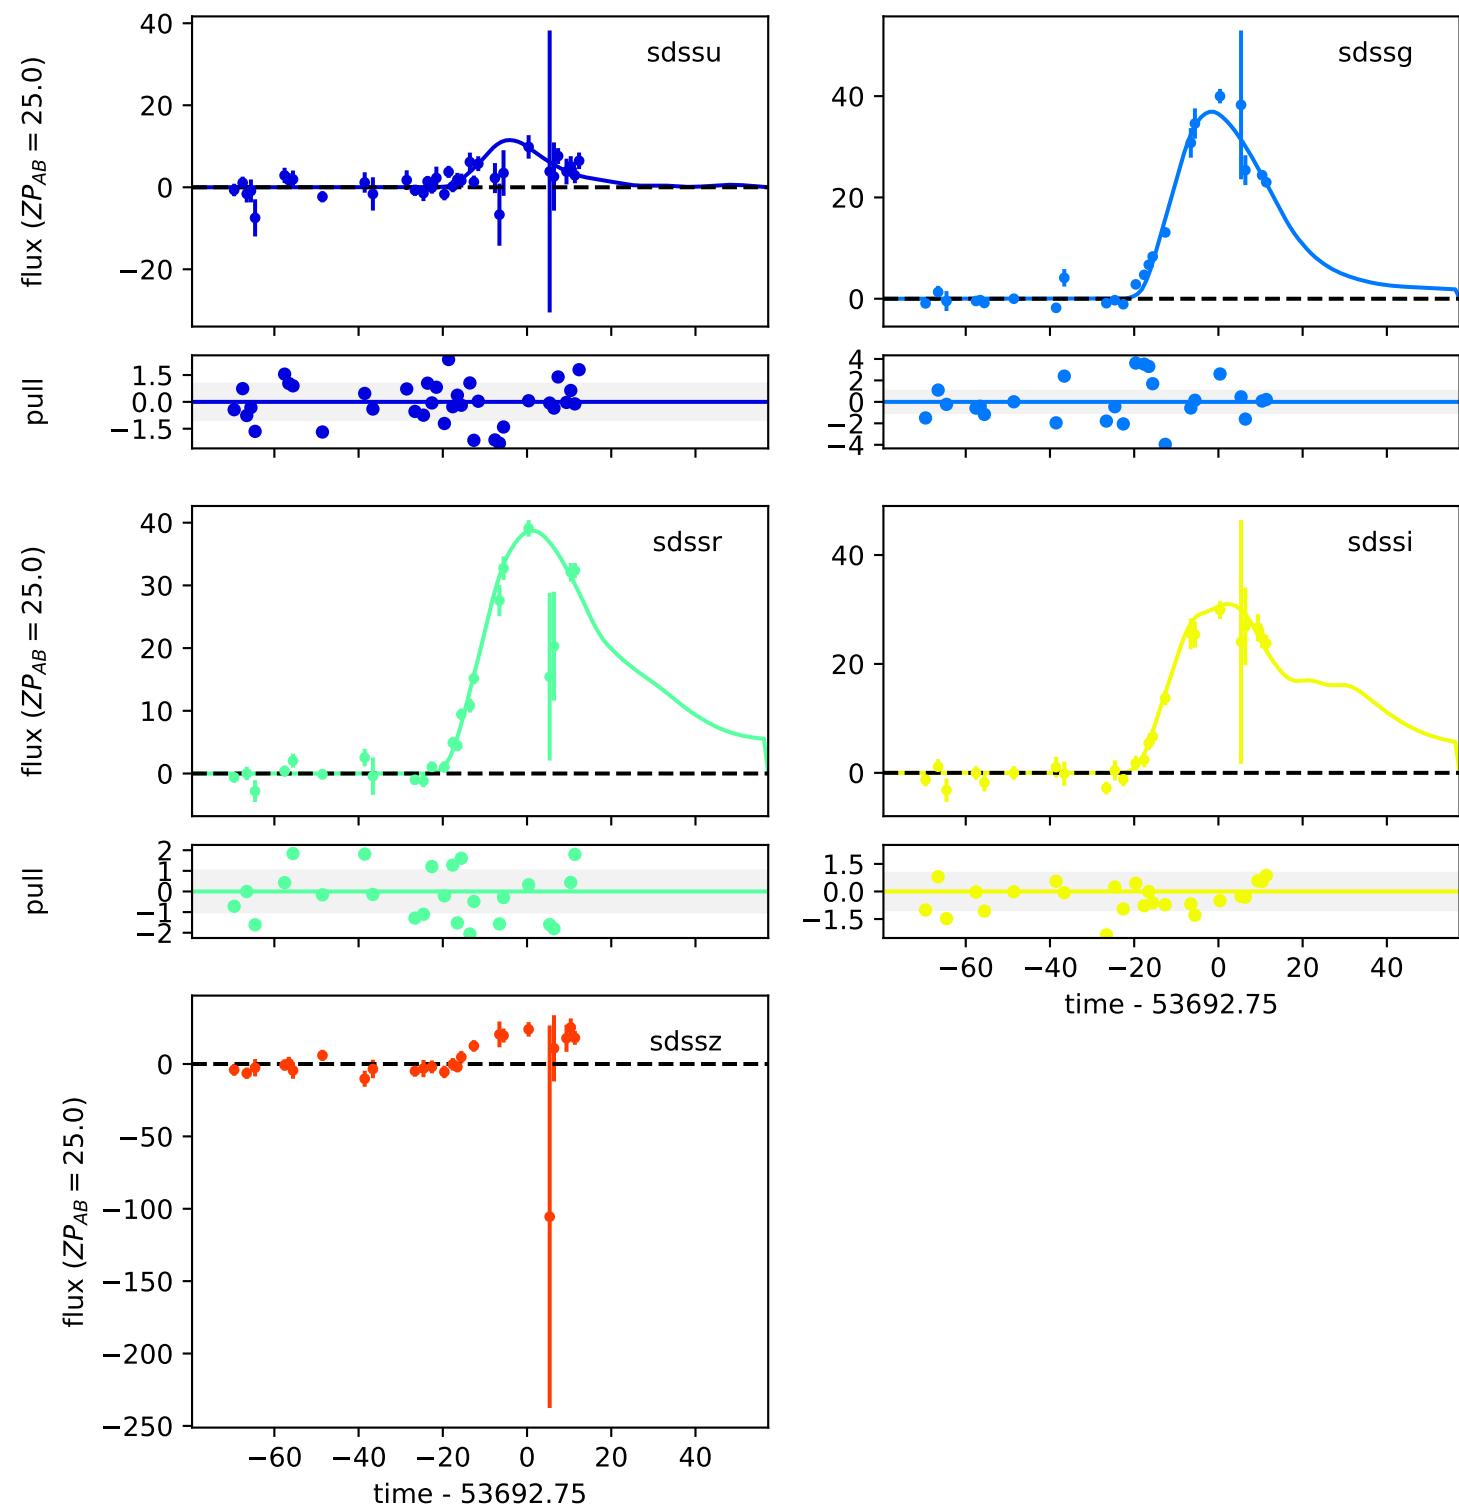 sdssu
flux (ZP_AB = 25.0)
40
20
0
−20
sdssg
40
20
0
pull
1.5
0.0
−1.5
4
2
0
−2
−4
sdssr
flux (ZP_AB = 25.0)
40
30
20
10
0
sdssi
40
20
0
pull
2
1
0
−1
−2
1.5
0.0
−1.5
−60 −40 −20 0 20 40
time - 53692.75
sdssz
flux (ZP_AB = 25.0)
0
−50
−100
−150
−200
−250
−60 −40 −20 0 20 40
time - 53692.75